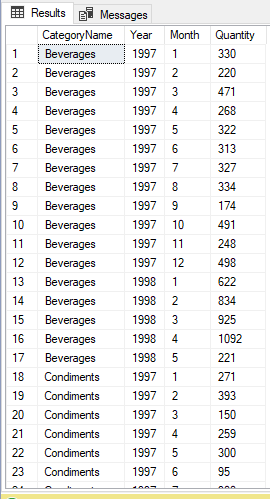 Results Messages
CategoryName Year Month Quantity
1 Beverages 1997 1 330
2 Beverages 1997 2 220
3 Beverages 1997 3 471
4 Beverages 1997 4 268
5 Beverages 1997 5 322
6 Beverages 1997 6 313
7 Beverages 1997 7 327
8 Beverages 1997 8 334
9 Beverages 1997 9 174
10 Beverages 1997 10 491
11 Beverages 1997 11 248
12 Beverages 1997 12 498
13 Beverages 1998 1 622
14 Beverages 1998 2 834
15 Beverages 1998 3 925
16 Beverages 1998 4 1092
17 Beverages 1998 5 221
18 Condiments 1997 1 271
19 Condiments 1997 2 393
20 Condiments 1997 3 150
21 Condiments 1997 4 259
22 Condiments 1997 5 300
23 Condiments 1997 6 95